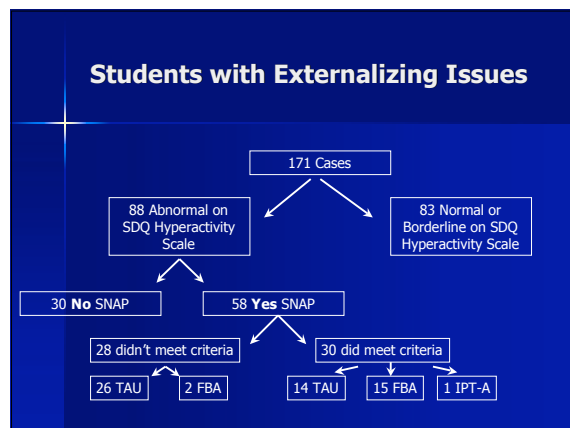 Students with Externalizing Issues
171 Cases
88 Abnormal on
SDQ Hyperactivity
Scale
83 Normal or
Borderline on SDQ
Hyperactivity Scale
30 No SNAP
58 Yes SNAP
28 didn't meet criteria
30 did meet criteria
26 TAU
2 FBA
14 TAU
15 FBA
1 IPT-A